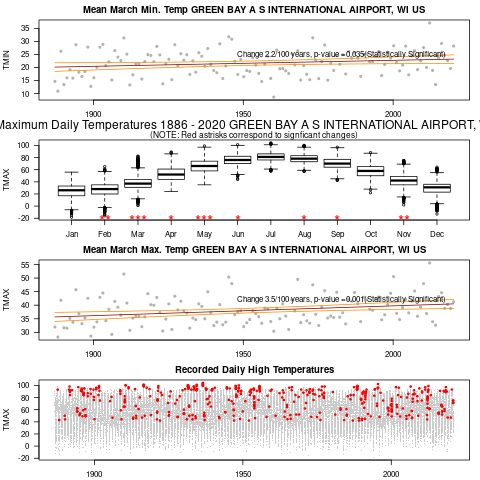 Mean March Min. Temp GREEN BAY A S INTERNATIONAL AIRPORT, WI US
TMIN
35
30
25
20
15
10
Change 2.2/100 years, p-value =0.035(Statistically Significant)
1900
1950
2000
Maximum Daily Temperatures 1886 - 2020 GREEN BAY A S INTERNATIONAL AIRPORT,
(NOTE: Red astrisks correspond to signficant changes)
TMAX
100
80
60
40
20
0
-20
** *** * *** * * * **
Jan Feb Mar Apr May Jun Jul Aug Sep Oct Nov Dec
Mean March Max. Temp GREEN BAY A S INTERNATIONAL AIRPORT, WI US
TMAX
55
50
45
40
35
30
Change 3.5/100 years, p-value =0.001(Statistically Significant)
1900
1950
2000
Recorded Daily High Temperatures
TMAX
100
80
60
40
20
0
-20
1900
1950
2000